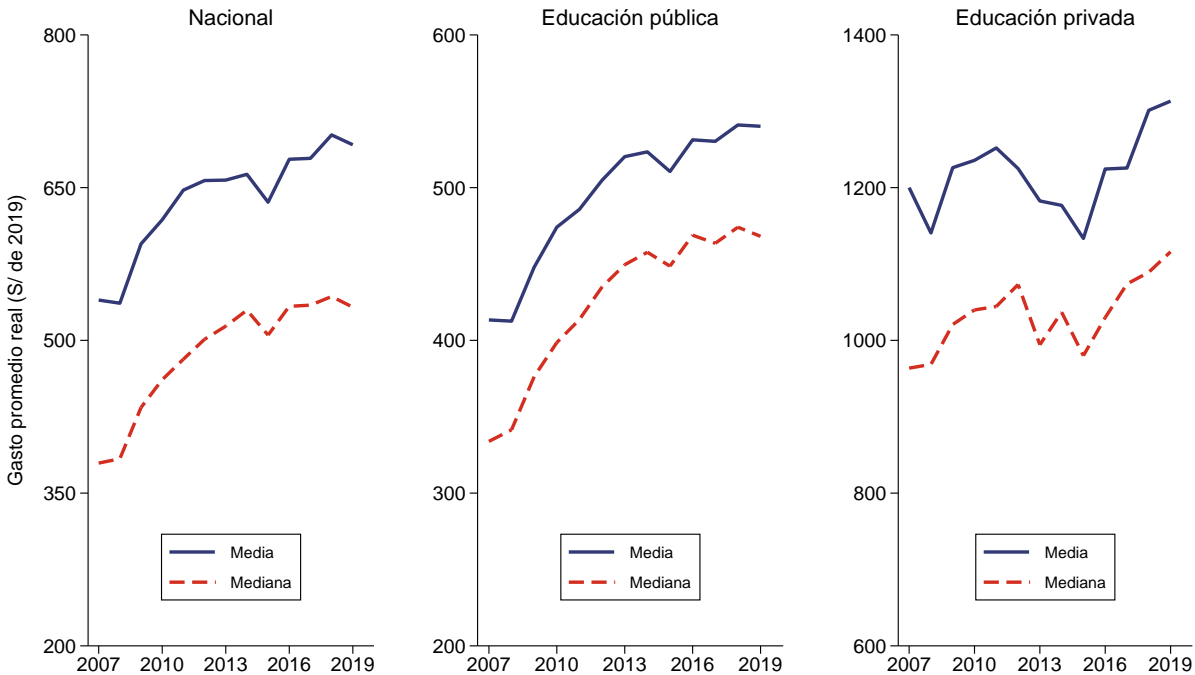 Nacional
Educación pública
Educación privada
Gasto promedio real (S/ de 2019)
800
650
500
350
200
2007 2010 2013 2016 2019
Media
Mediana
600
500
400
300
200
2007 2010 2013 2016 2019
Media
Mediana
1400
1200
1000
800
600
2007 2010 2013 2016 2019
Media
Mediana